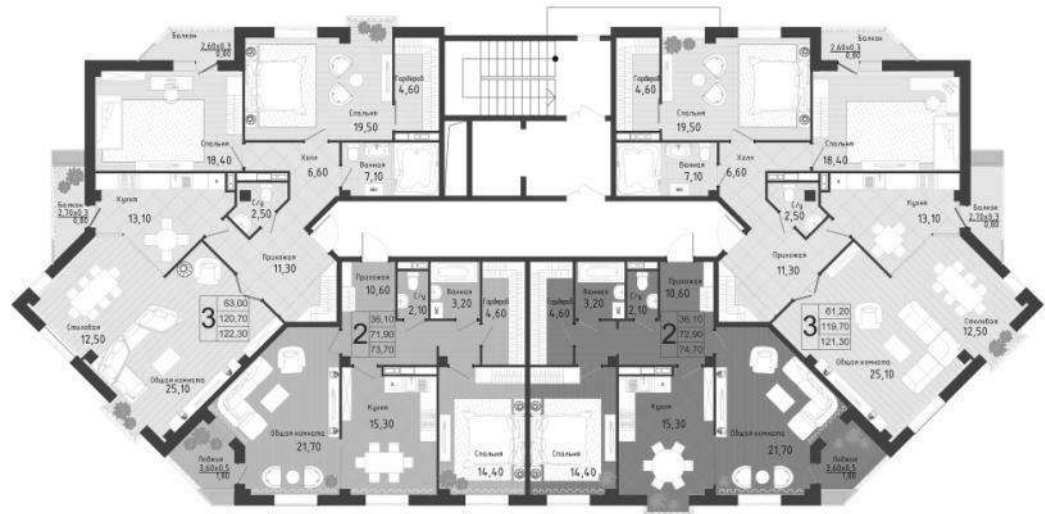 Балкон
2,60х0,3
0,80
Спальня
18,40
Спальня
19,50
Гардероб
4,60
Холл
6,60
Ванная
7,10
Балкон
2,70х0,3
0,80
Кухня
13,10
С/у
2,50
Прихожая
11,30
Столовая
12,50
3
63,00
120,70
122,30
Общая комната
25,10
Гардероб
4,60
Спальня
19,50
Балкон
2,60х0,3
0,80
Спальня
18,40
Ванная
7,10
Холл
6,60
С/у
2,50
Кухня
13,10
Балкон
2,70х0,3
0,80
Прихожая
11,30
3
61,20
119,70
121,30
Столовая
12,50
Общая комната
25,10
Прихожая
10,60
С/у
2,10
Ванная
3,20
Гардероб
4,60
2
36,10
71,90
73,70
Общая комната
21,70
Кухня
15,30
Спальня
14,40
Лоджия
3,60х0,5
1,80
Гардероб
4,60
Ванная
3,20
С/у
2,10
Прихожая
10,60
2
36,10
72,90
74,70
Спальня
14,40
Кухня
15,30
Общая комната
21,70
Лоджия
3,60х0,5
1,80